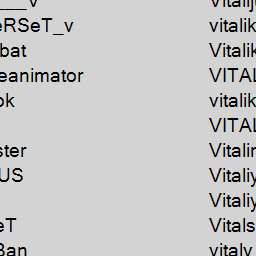 ___v Vitalij
eRSeT_v vitalik
bat Vitalik
eanimator VITAL
ok vitalik
VITAL
ster Vitalin
US Vitaliy
Vitaliy
eT Vitals
Ban vitaly